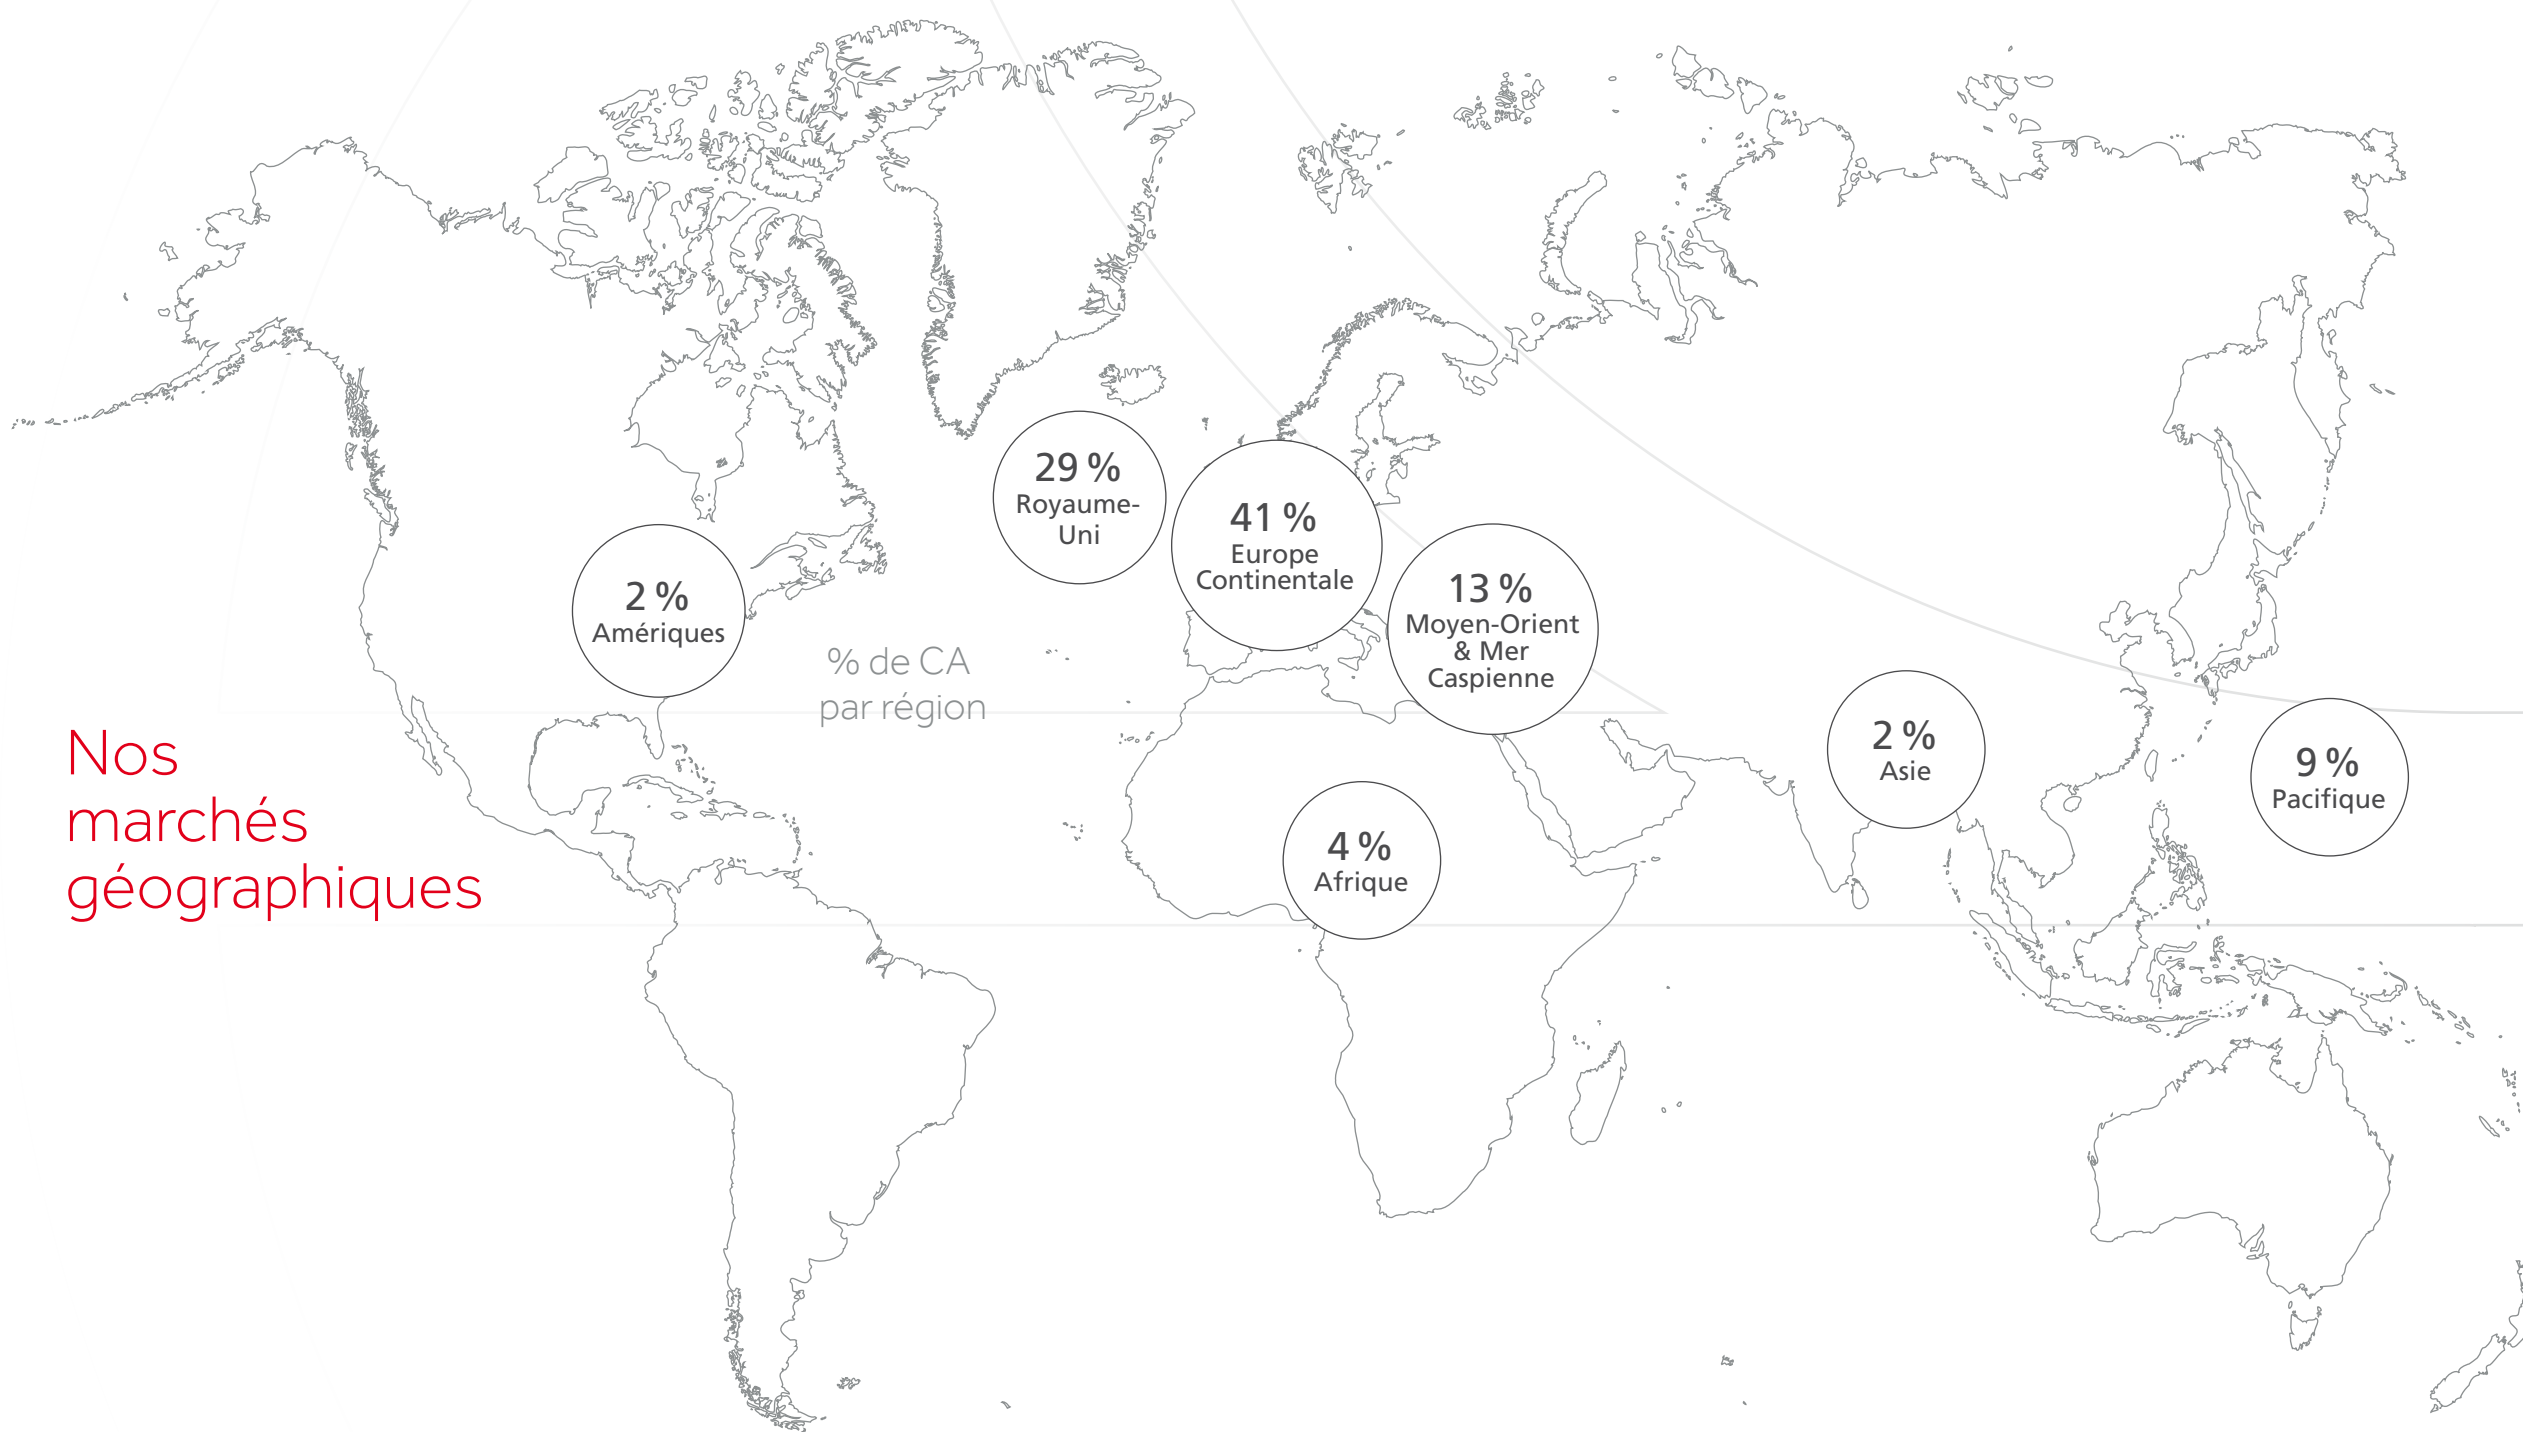 Nos
marchés
géographiques
% de CA
par région
2 %
Amériques
29 %
Royaume-
Uni
41 %
Europe
Continentale
13 %
Moyen-Orient
& Mer
Caspienne
4 %
Afrique
2 %
Asie
9 %
Pacifique